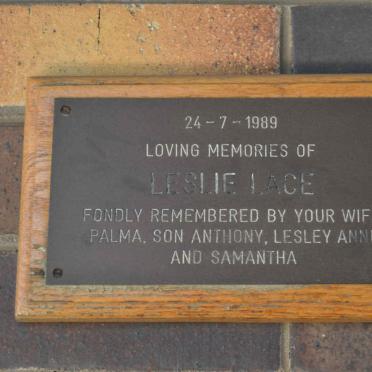 24-7-1989
LOVING MEMORIES OF
LESLIE LACE
FONDLY REMEMBERED BY YOUR WIF
PALMA, SON ANTHONY, LESLEY ANN
AND SAMANTHA